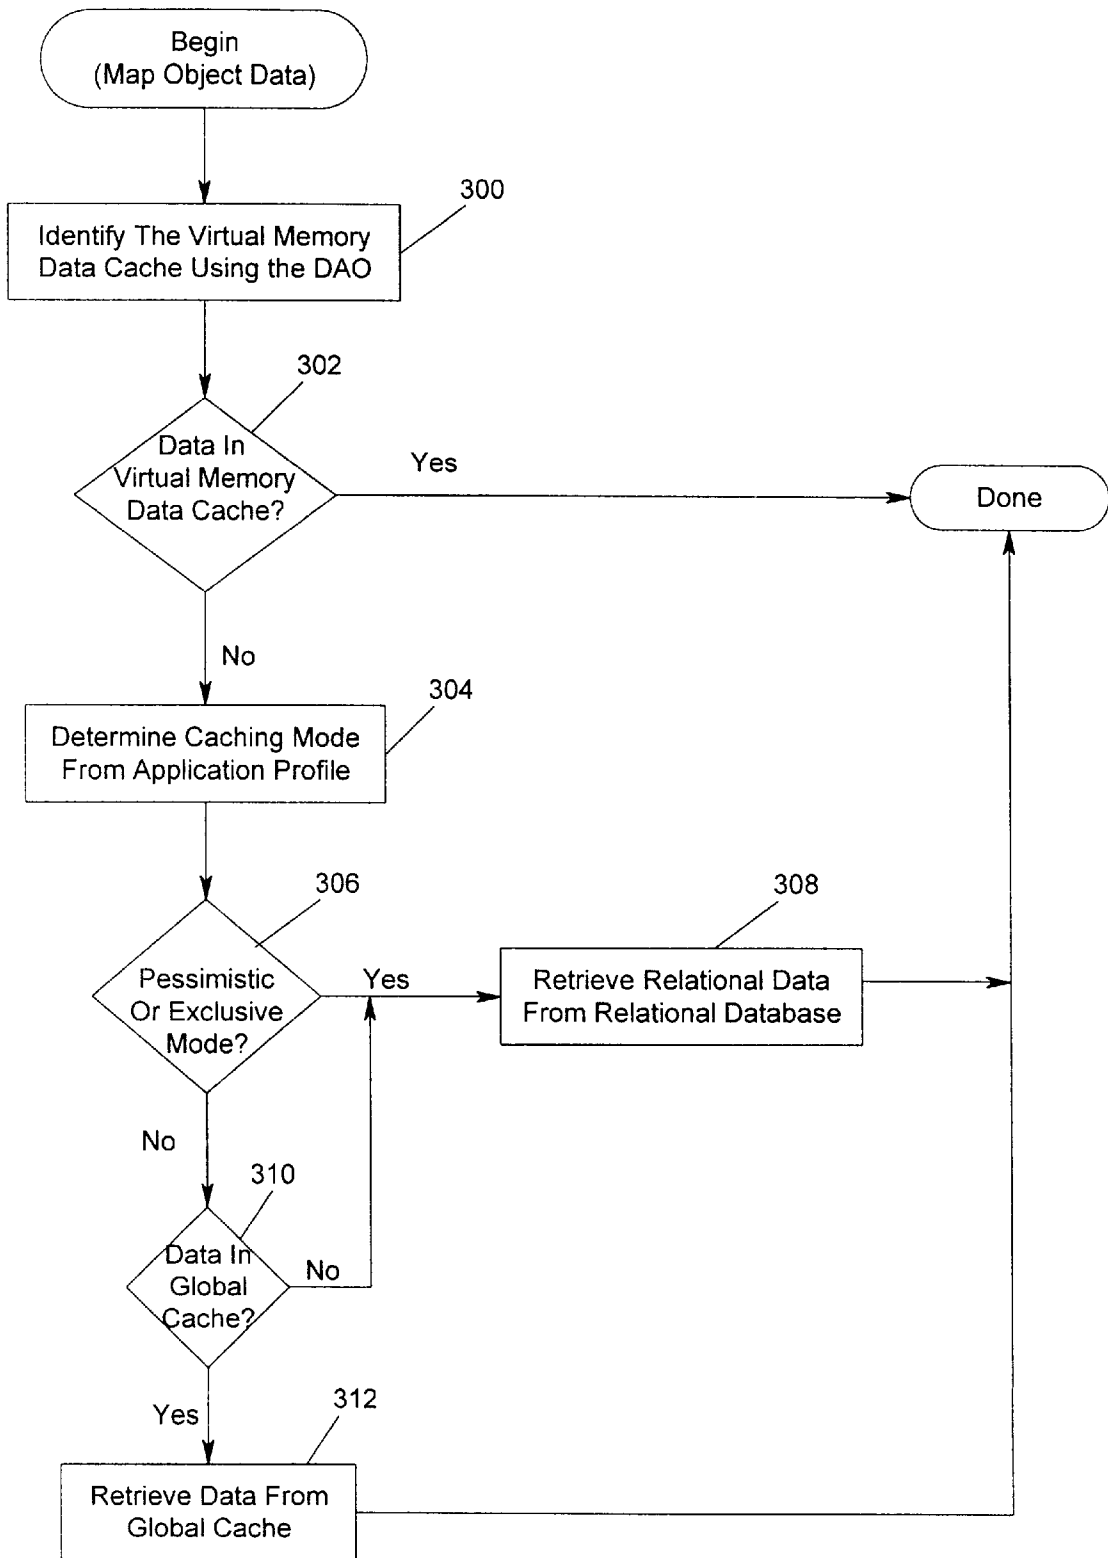 Begin
(Map Object Data)
300
Identify The Virtual Memory
Data Cache Using the DAO
302
Data In
Virtual Memory
Data Cache?
Yes
Done
No
304
Determine Caching Mode
From Application Profile
306
308
Pessimistic
Or Exclusive
Mode?
Yes
Retrieve Relational Data
From Relational Database
No
310
Data In
Global
Cache?
No
Yes
312
Retrieve Data From
Global Cache